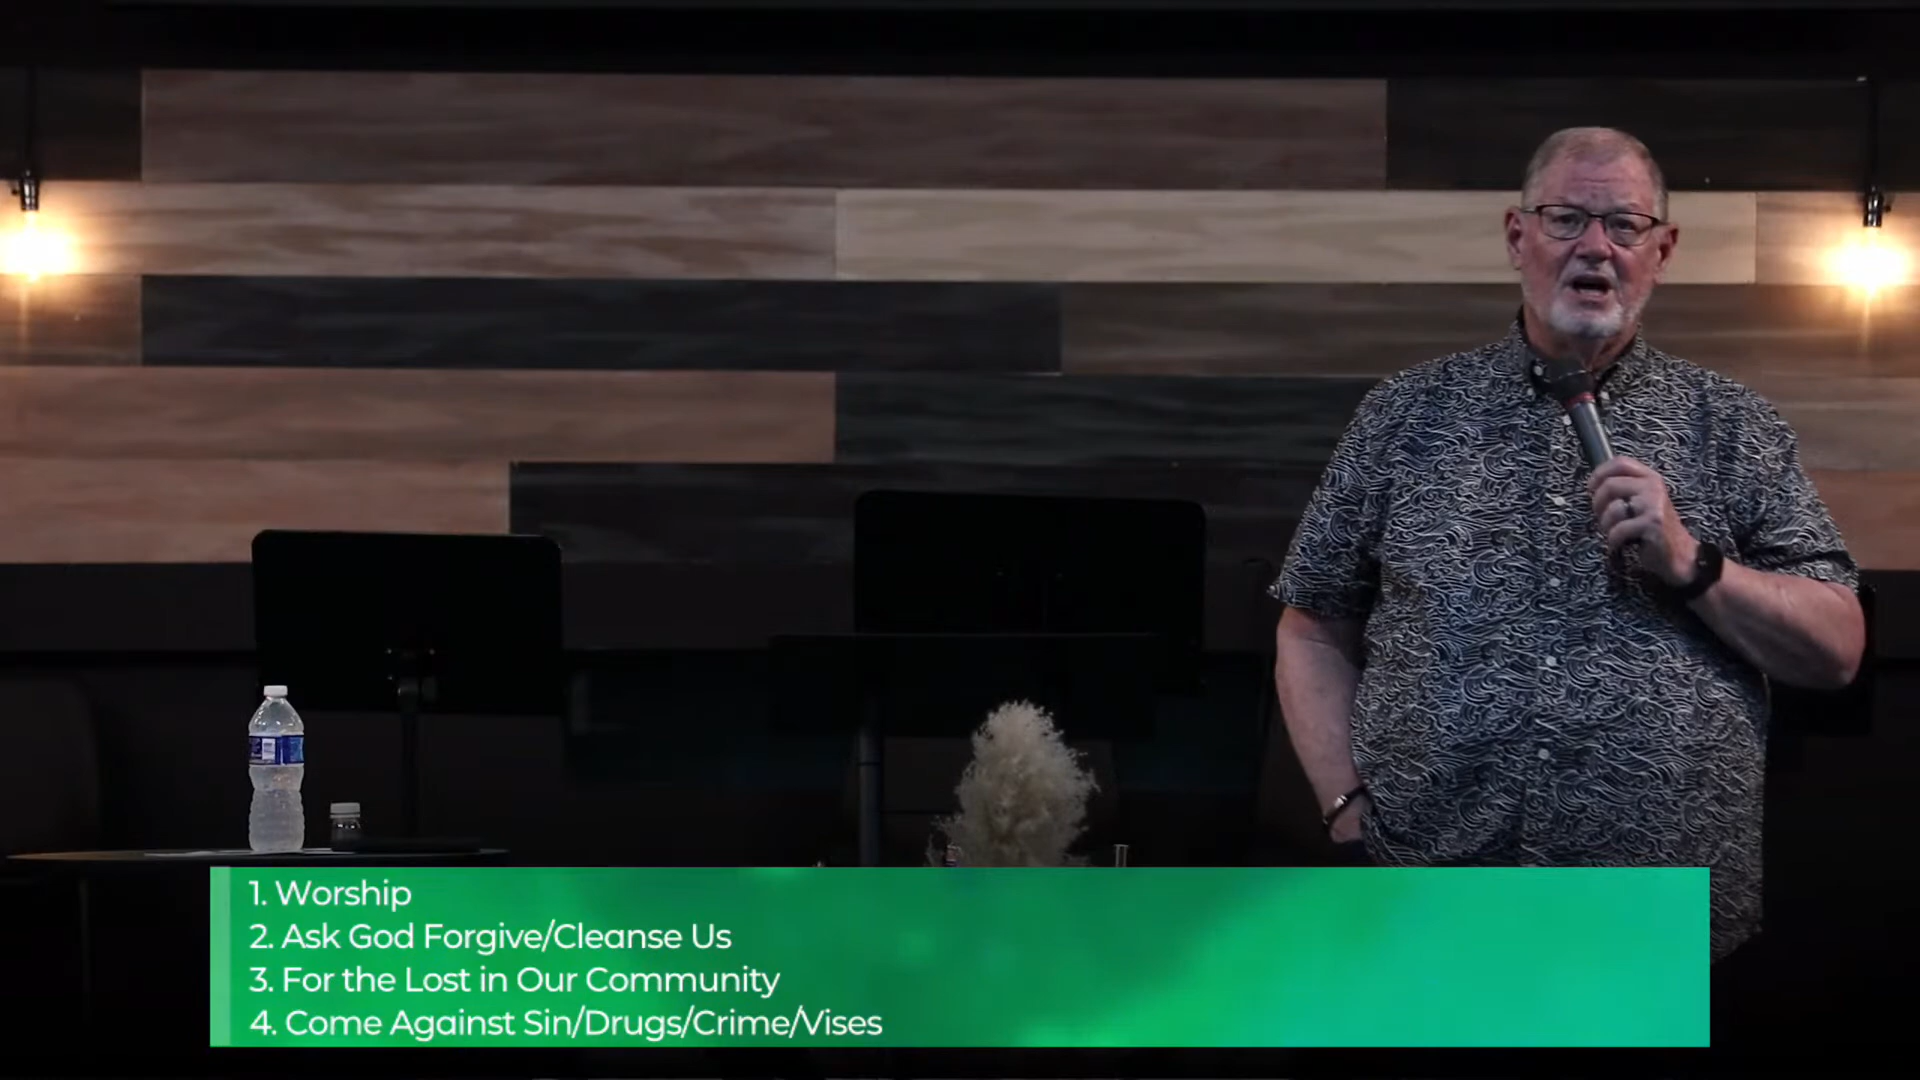 1. Worship
2. Ask God Forgive/Cleanse Us
3. For the Lost in Our Community
4. Come Against Sin/Drugs/Crime/Vises